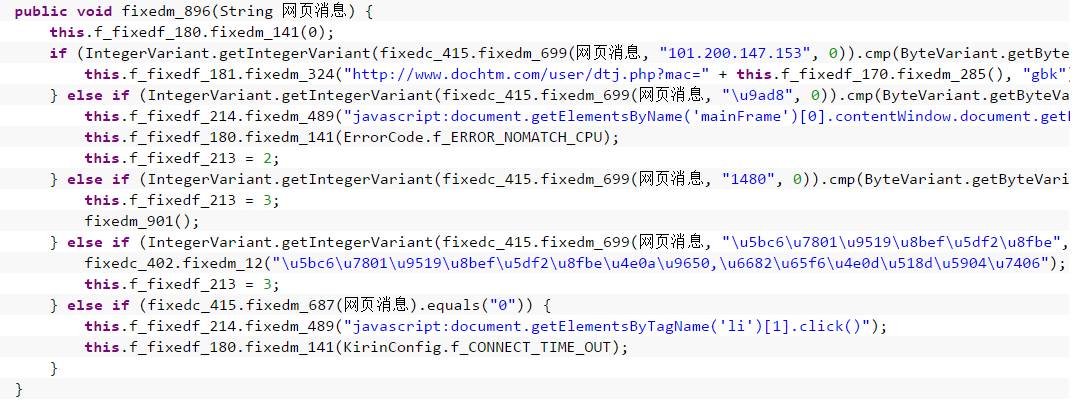 public void fixedm_896(String 网页消息) {
    this.f_fixedf_180.fixedm_141(0);
    if (IntegerVariant.getIntegerVariant(fixedc_415.fixedm_699(网页消息, "101.200.147.153", 0)).cmp(ByteVariant.getByte
        this.f_fixedf_181.fixedm_324("http://www.dochtm.com/user/dtj.php?mac=" + this.f_fixedf_170.fixedm_285(), "gbk")
    } else if (IntegerVariant.getIntegerVariant(fixedc_415.fixedm_699(网页消息, "\u9ad8", 0)).cmp(ByteVariant.getByteVa
        this.f_fixedf_214.fixedm_489("javascript:document.getElementsByName('mainFrame')[0].contentWindow.document.getE
        this.f_fixedf_180.fixedm_141(ErrorCode.f_ERROR_NOMATCH_CPU);
        this.f_fixedf_213 = 2;
    } else if (IntegerVariant.getIntegerVariant(fixedc_415.fixedm_699(网页消息, "1480", 0)).cmp(ByteVariant.getByteVari
        this.f_fixedf_213 = 3;
        fixedm_901();
    } else if (IntegerVariant.getIntegerVariant(fixedc_415.fixedm_699(网页消息, "\u5bc6\u7801\u9519\u8bef\u5df2\u8fbe",
        fixedc_402.fixedm_12("\u5bc6\u7801\u9519\u8bef\u5df2\u8fbe\u4e0a\u9650,\u6682\u65f6\u4e0d\u518d\u5904\u7406");
        this.f_fixedf_213 = 3;
    } else if (fixedc_415.fixedm_687(网页消息).equals("0")) {
        this.f_fixedf_214.fixedm_489("javascript:document.getElementsByTagName('li')[1].click()");
        this.f_fixedf_180.fixedm_141(KirinConfig.f_CONNECT_TIME_OUT);
    }
}